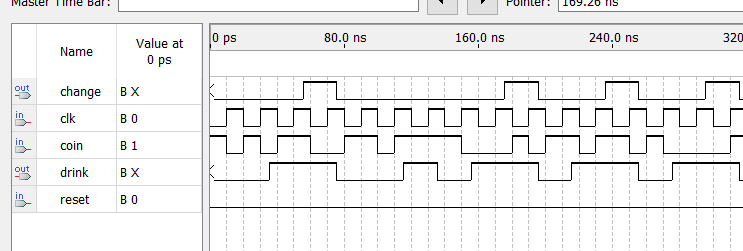 Master Time Bar:
Pointer: 169.26 ns
Name
Value at
0 ps
0 ps
80.0 ns
160.0 ns
240.0 ns
320
out change B X
in clk B 0
in coin B 1
out drink B X
in reset B 0